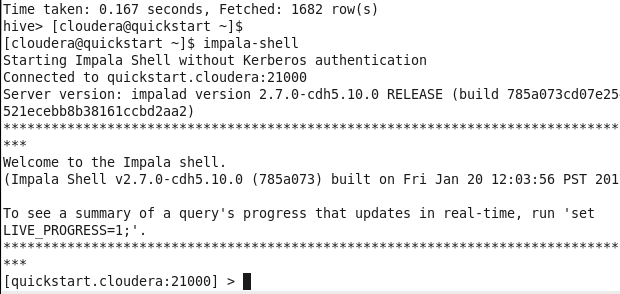 Time taken: 0.167 seconds, Fetched: 1682 row(s)
hive> [cloudera@quickstart ~]$
[cloudera@quickstart ~]$ impala-shell
Starting Impala Shell without Kerberos authentication
Connected to quickstart.cloudera:21000
Server version: impalad version 2.7.0-cdh5.10.0 RELEASE (build 785a073cd07e25
521ecebb8b38161ccbd2aa2)
*****************************************************************************
***
Welcome to the Impala shell.
(Impala Shell v2.7.0-cdh5.10.0 (785a073) built on Fri Jan 20 12:03:56 PST 201
To see a summary of a query's progress that updates in real-time, run 'set
LIVE_PROGRESS=1;'.
*****************************************************************************
***
[quickstart.cloudera:21000] >